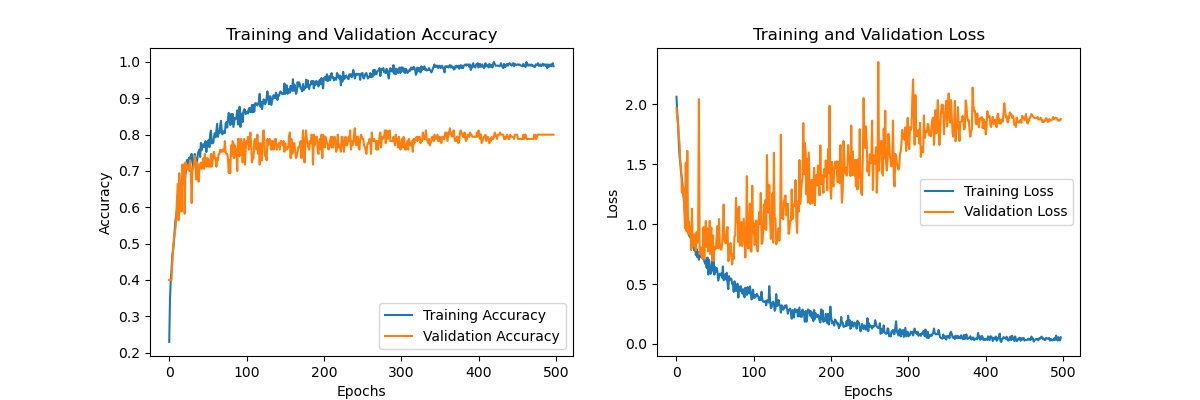 Training and Validation Accuracy
Accuracy
1.0
0.9
0.8
0.7
0.6
0.5
0.4
0.3
0.2
Training Accuracy
Validation Accuracy
0 100 200 300 400 500
Epochs
Training and Validation Loss
Loss
2.0
1.5
1.0
0.5
0.0
Training Loss
Validation Loss
0 100 200 300 400 500
Epochs